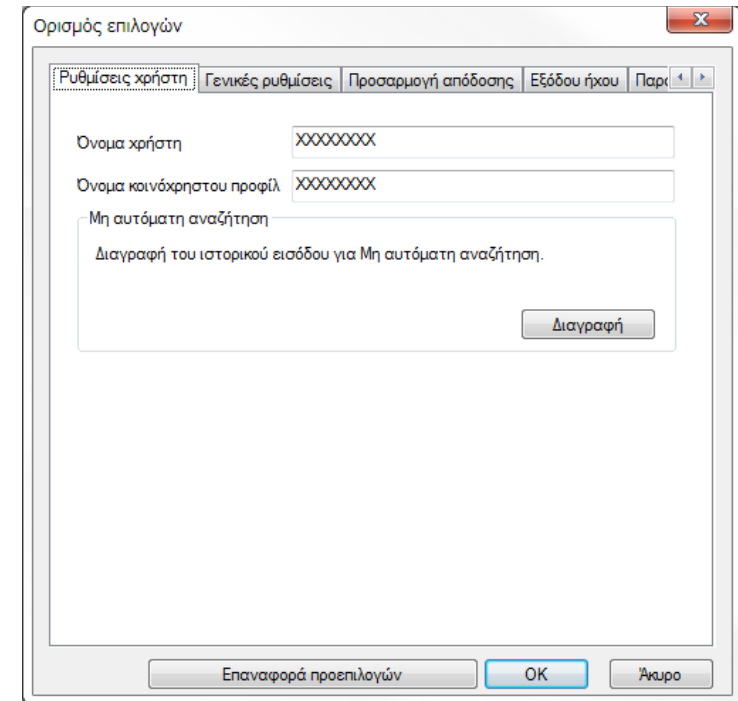 Ορισμός επιλογών
Ρυθμίσεις χρήστη Γενικές ρυθμίσεις Προσαρμογή απόδοσης Εξόδου ήχου
Όνομα χρήστη XXXXXXXX
Όνομα κοινόχρηστου προφίλ XXXXXXXX
Μη αυτόματη αναζήτηση
Διαγραφή του ιστορικού εισόδου για Μη αυτόματη αναζήτηση.
Διαγραφή
Επαναφορά προεπιλογών OK Άκυρο